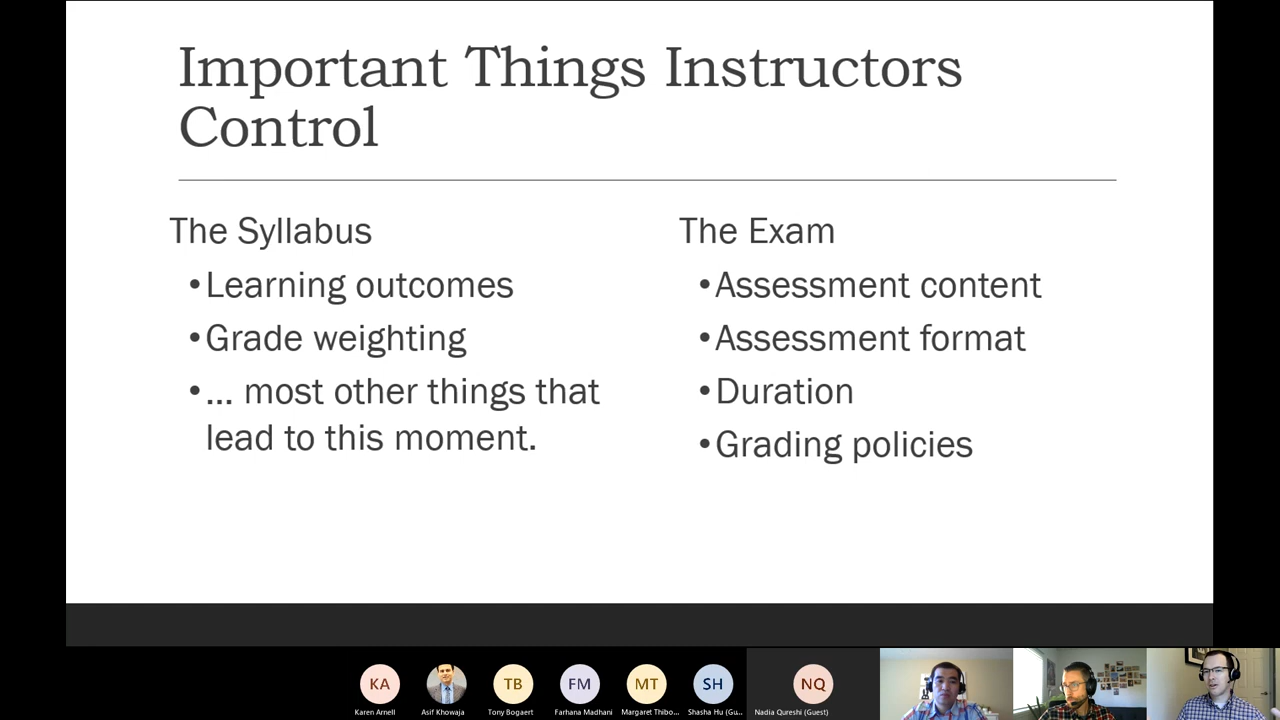 Important Things Instructors
Control
The Syllabus
•Learning outcomes
•Grade weighting
•... most other things that
lead to this moment.
The Exam
•Assessment content
•Assessment format
•Duration
•Grading policies
KA
TB
FM
MT
SH
NQ
Karen Arnell
Asif Khowaja
Tony Bogaert
Farhana Madhani
Margaret Thibo...
Shasha Hu (Gu...
Nadia Qureshi (Guest)